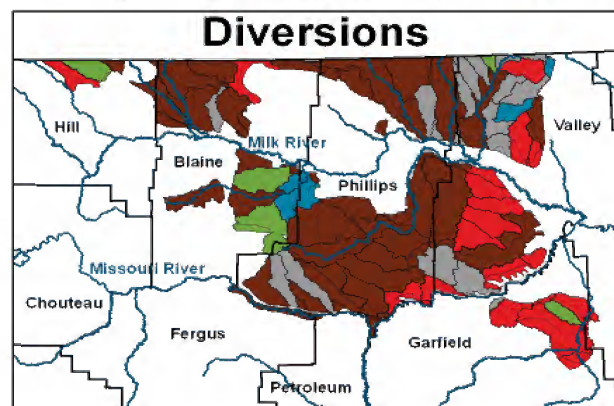 Diversions
Hill
Valley
Milk River
Blaine
Phillips
Missouri River
Chouteau
Fergus
Garfield
Petroleum